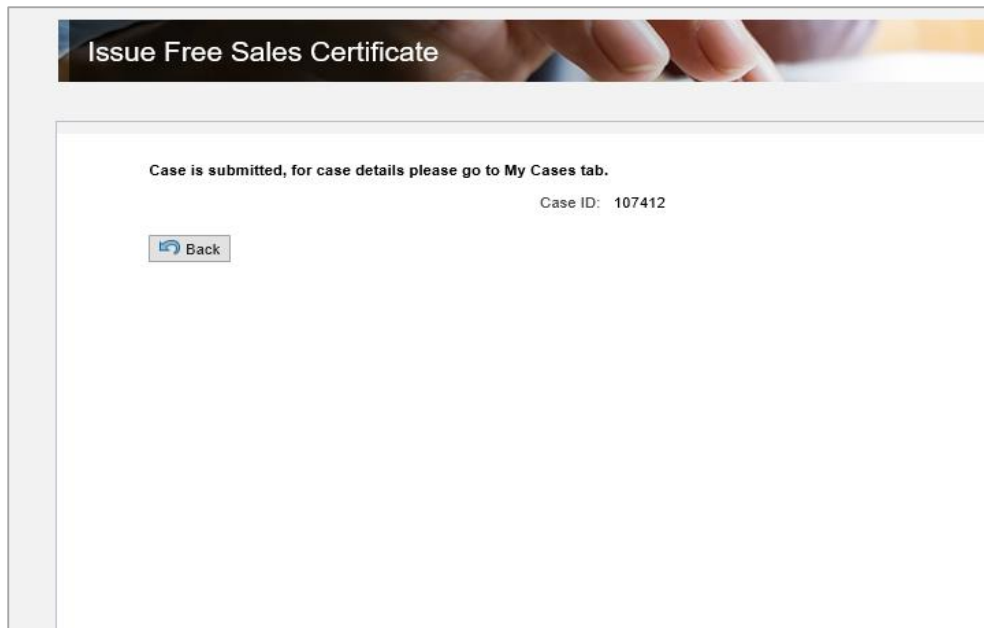 Issue Free Sales Certificate
Case is submitted, for case details please go to My Cases tab.
Case ID: 107412
Back